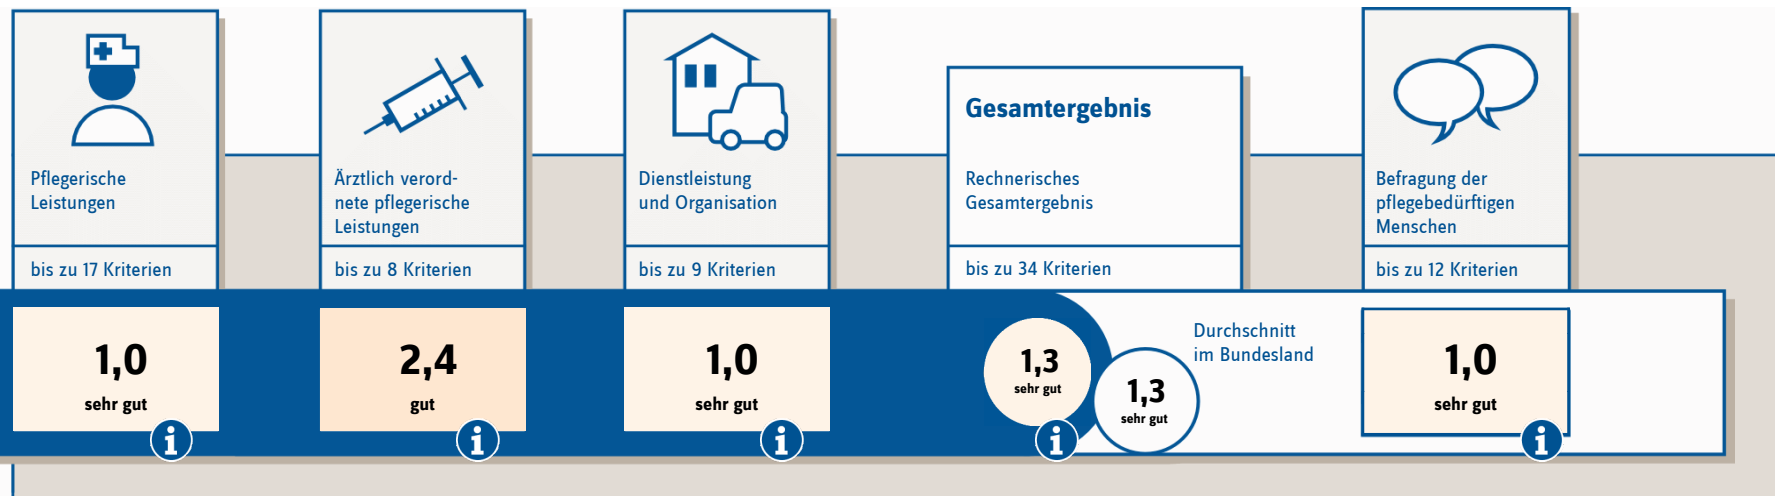 Pflegerische
Leistungen
bis zu 17 Kriterien
1,0
sehr gut
i
Ärztlich verord-
nete pflegerische
Leistungen
bis zu 8 Kriterien
2,4
gut
i
Dienstleistung
und Organisation
bis zu 9 Kriterien
1,0
sehr gut
i
Gesamtergebnis
Rechnerisches
Gesamtergebnis
bis zu 34 Kriterien
1,3
sehr gut
i
1,3
sehr gut
Durchschnitt
im Bundesland
Befragung der
pflegebedürftigen
Menschen
bis zu 12 Kriterien
1,0
sehr gut
i